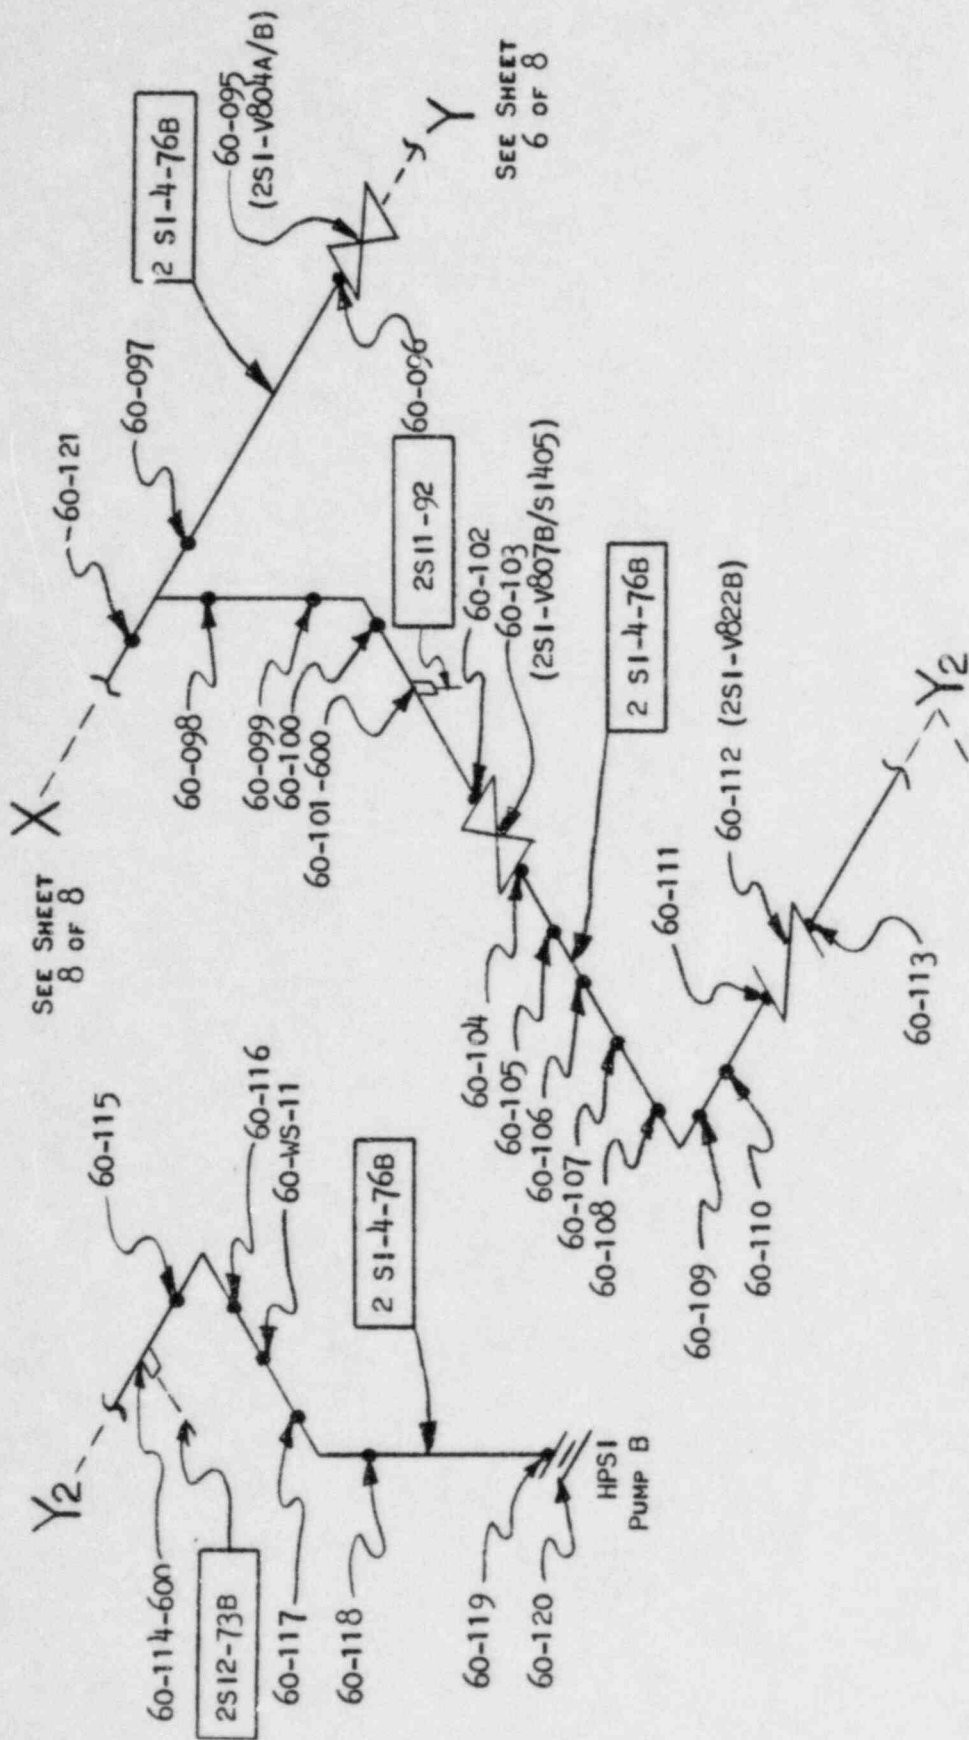 SEE SHEET
8 OF 8
X
60-121
60-097
2 SI-4-76B
60-095
(2SI-V804A/B)
Y
SEE SHEET
6 OF 8
60-096
60-098
60-099
60-100
60-101-600
2SI1-92
60-102
60-103
(2SI-V807B/SI405)
60-104
60-105
60-106
60-107
60-108
2 SI-4-76B
60-109
60-110
60-111
60-112 (2SI-V822B)
60-113
Y2
Y2
60-114-600
2SI2-73B
60-115
60-116
60-WS-11
60-117
60-118
2 SI-4-76B
60-119
60-120
HPSI
PUMP B